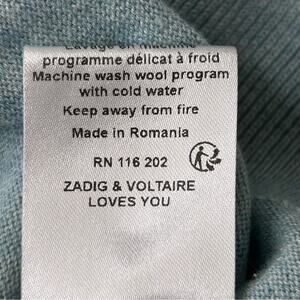 programme délicat à froid
Machine wash wool program
with cold water
Keep away from fire
Made in Romania
RN 116 202
ZADIG & VOLTAIRE
LOVES YOU